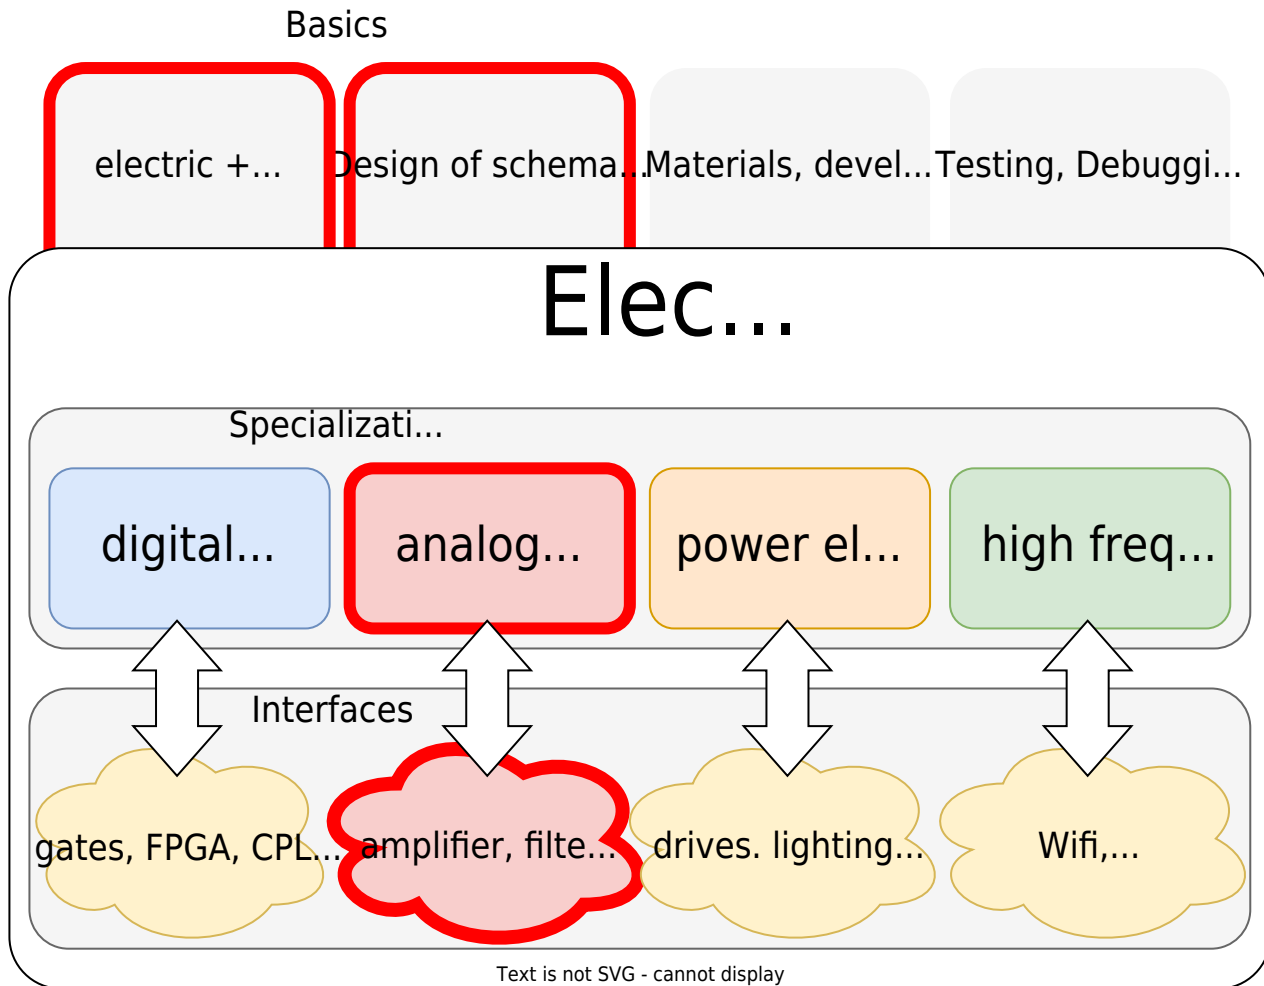 Basics
electric +...
Design of schema...
Materials, devel...
Testing, Debuggi...
Elec...
Specializati...
digital...
analog...
power el...
high freq...
Interfaces
gates, FPGA, CPL...
amplifier, filte...
drives. lighting...
Wifi,...
Text is not SVG - cannot display